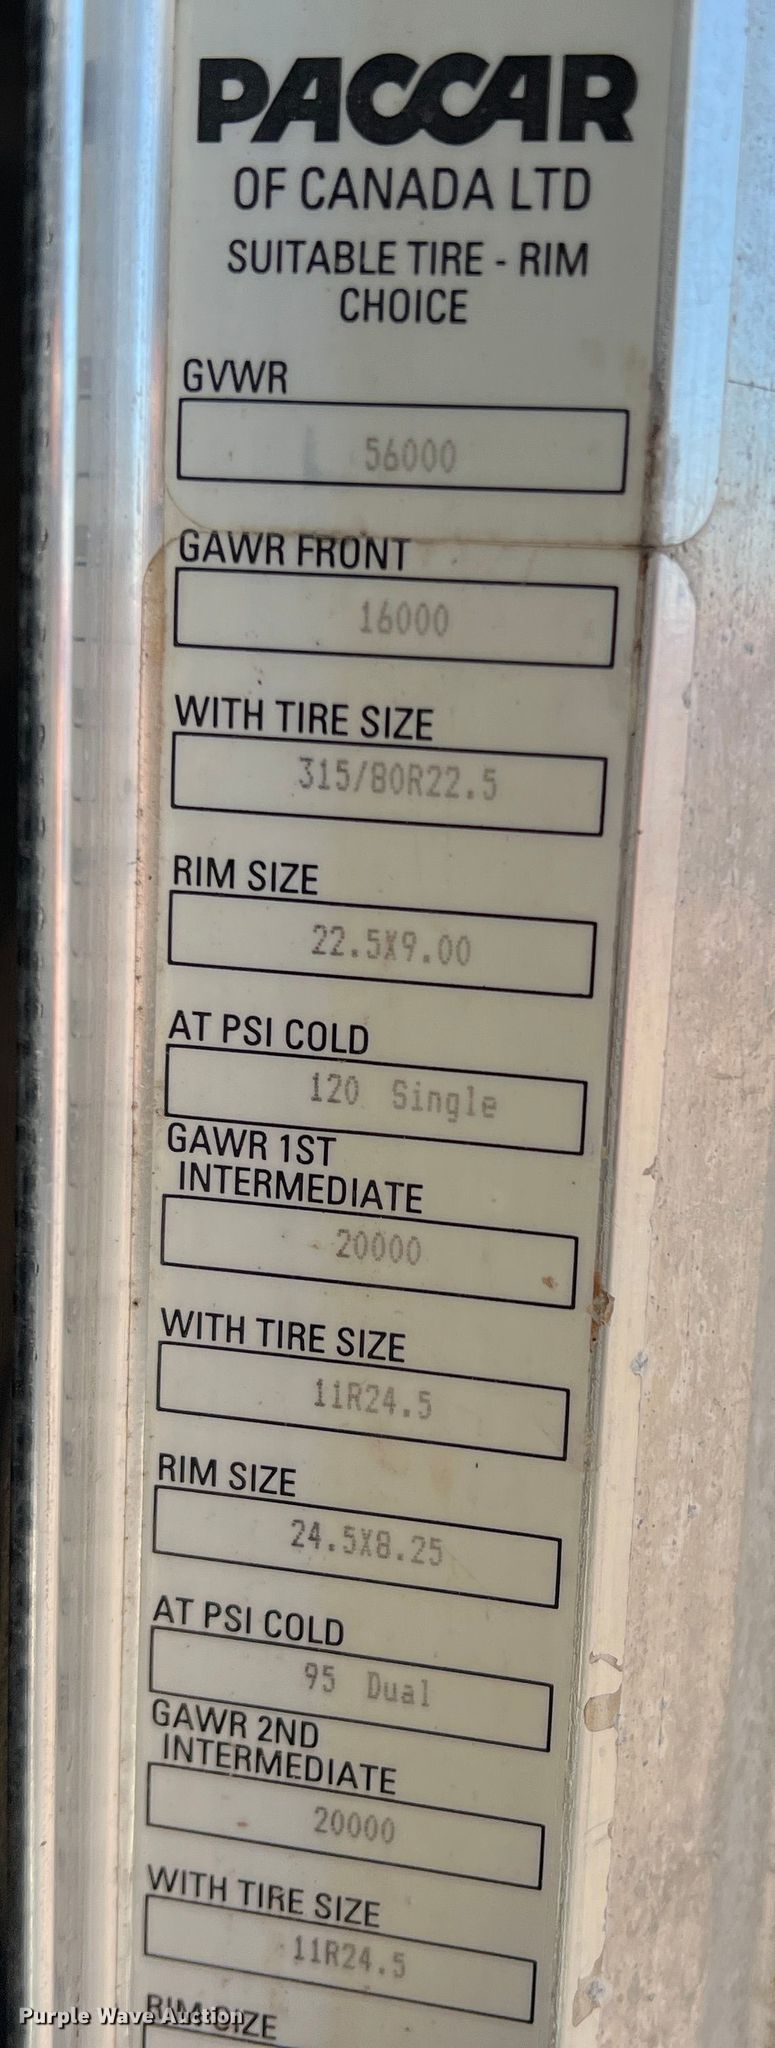 PACCAR
OF CANADA LTD
SUITABLE TIRE - RIM
CHOICE
GVWR
56000
GAWR FRONT
16000
WITH TIRE SIZE
315/80R22.5
RIM SIZE
22.5X9.00
AT PSI COLD
120 Single
GAWR 1ST
INTERMEDIATE
20000
WITH TIRE SIZE
11R24.5
RIM SIZE
24.5X8.25
AT PSI COLD
95 Dual
GAWR 2ND
INTERMEDIATE
20000
WITH TIRE SIZE
11R24.5
RIM SIZE
Purple Wave Auction